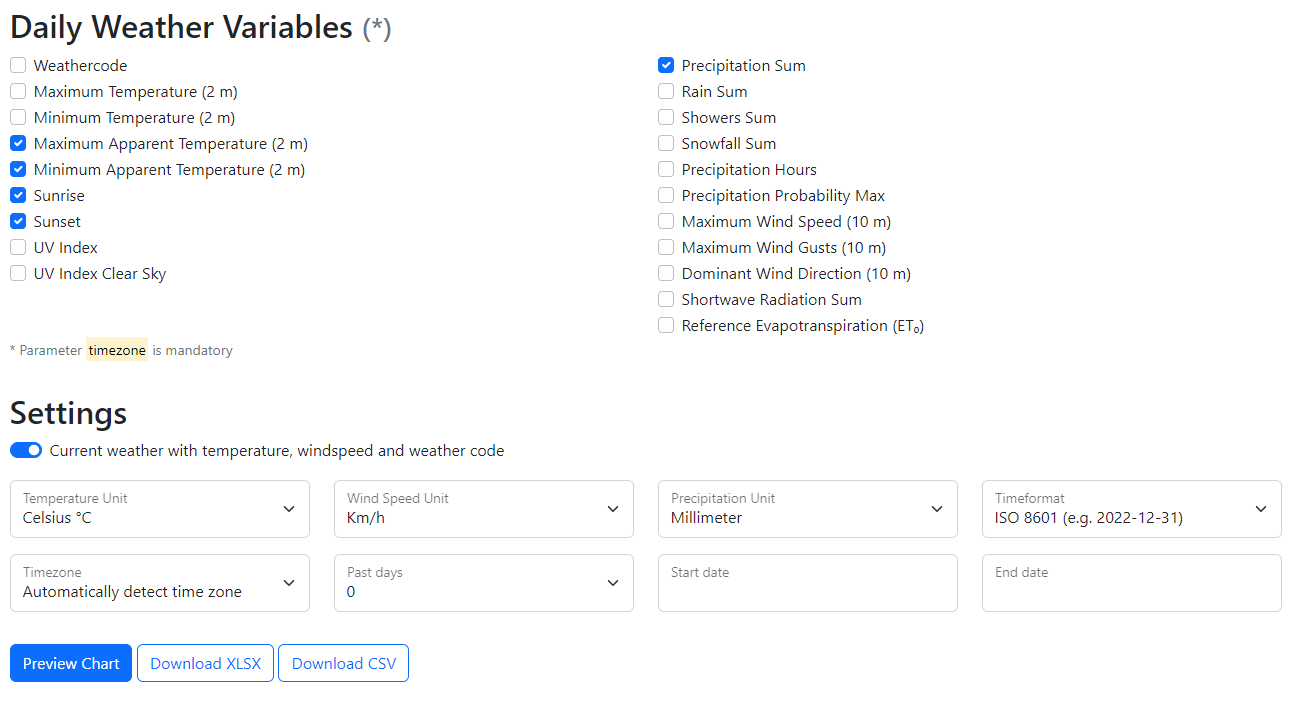 Daily Weather Variables (*)
Weathercode
Maximum Temperature (2 m)
Minimum Temperature (2 m)
Maximum Apparent Temperature (2 m)
Minimum Apparent Temperature (2 m)
Sunrise
Sunset
UV Index
UV Index Clear Sky
Precipitation Sum
Rain Sum
Showers Sum
Snowfall Sum
Precipitation Hours
Precipitation Probability Max
Maximum Wind Speed (10 m)
Maximum Wind Gusts (10 m)
Dominant Wind Direction (10 m)
Shortwave Radiation Sum
Reference Evapotranspiration (ET₀)
* Parameter timezone is mandatory
Settings
Current weather with temperature, windspeed and weather code
Temperature Unit
Celsius °C
Wind Speed Unit
Km/h
Precipitation Unit
Millimeter
Timeformat
ISO 8601 (e.g. 2022-12-31)
Timezone
Automatically detect time zone
Past days
0
Start date
End date
Preview Chart
Download XLSX
Download CSV